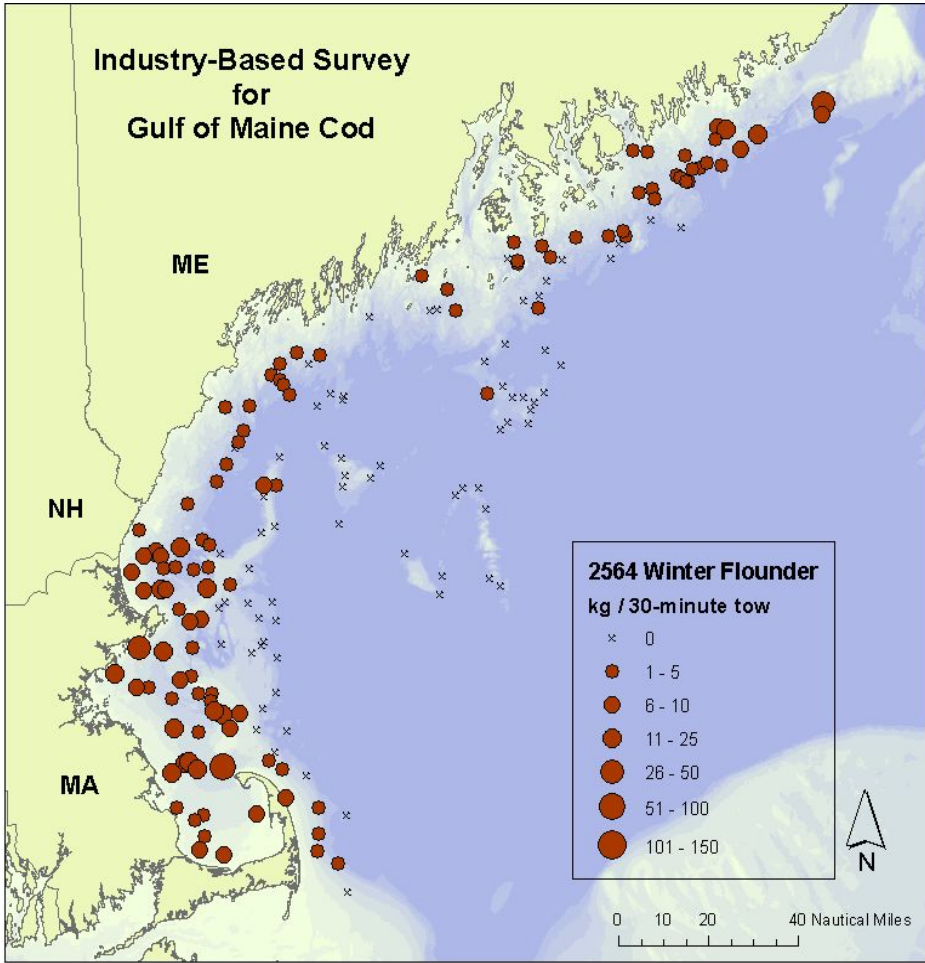 Industry-Based Survey
for
Gulf of Maine Cod
ME
NH
MA
2564 Winter Flounder
kg / 30-minute tow
0
1 - 5
6 - 10
11 - 25
26 - 50
51 - 100
101 - 150
N
0 10 20 40 Nautical Miles